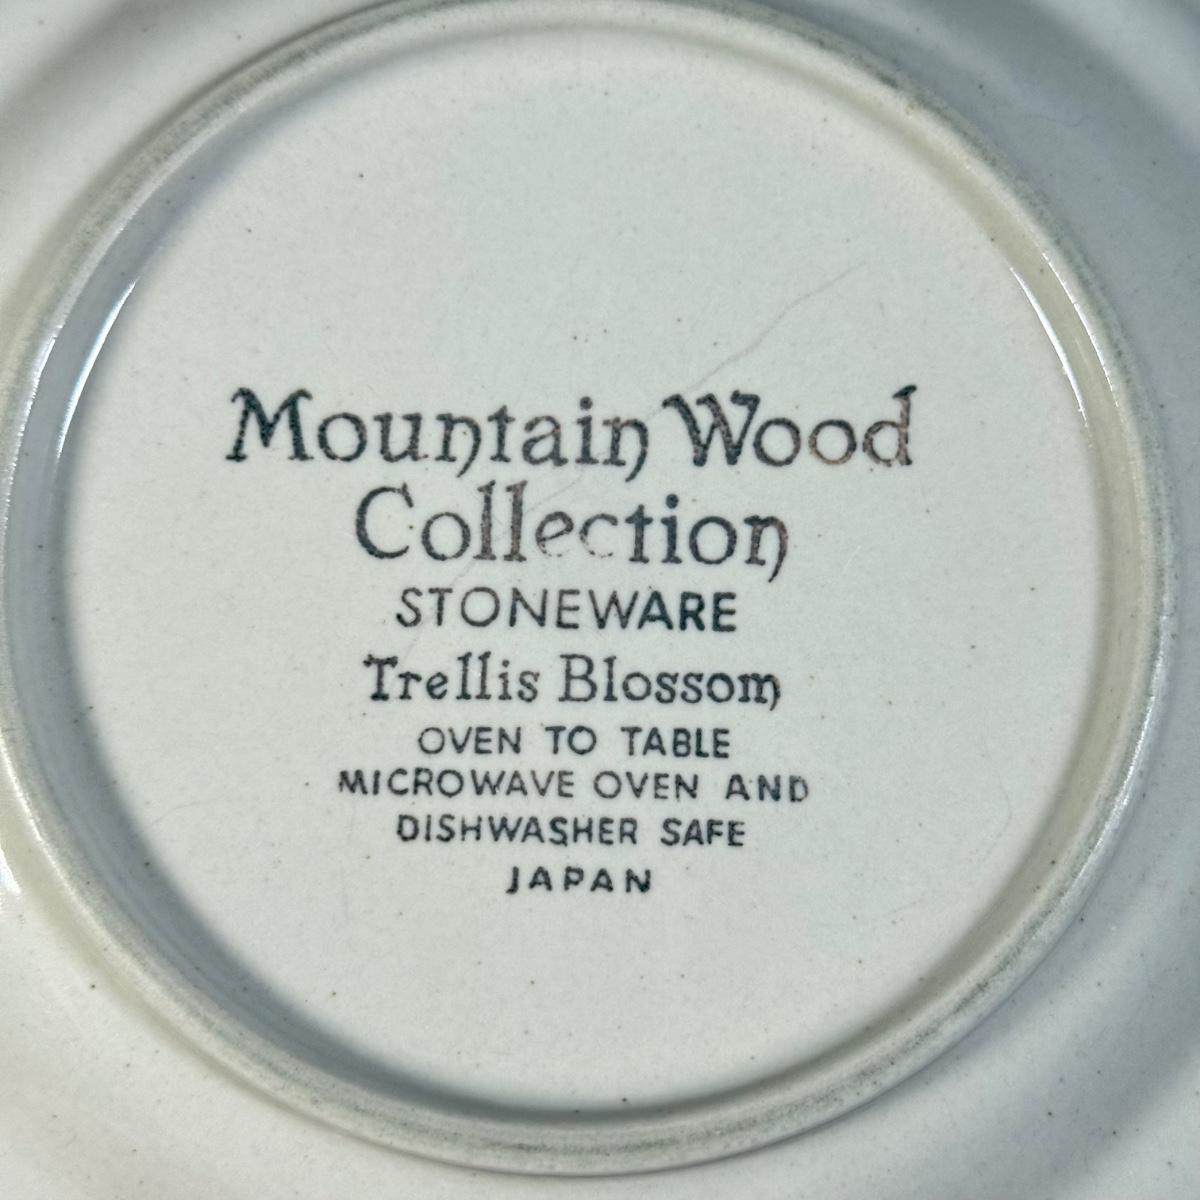 Mountain Wood
Collection
STONEWARE
Trellis Blossom
OVEN TO TABLE
MICROWAVE OVEN AND
DISHWASHER SAFE
JAPAN